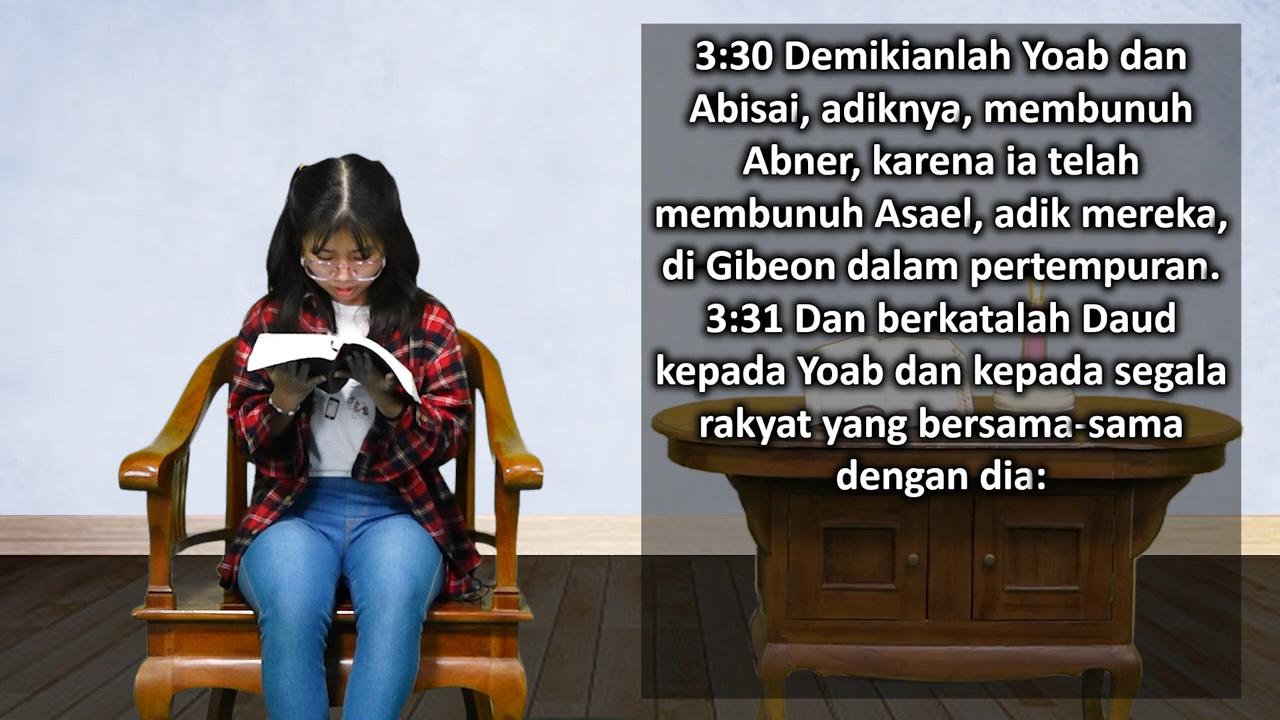 3:30 Demikianlah Yoab dan
Abisai, adiknya, membunuh
Abner, karena ia telah
membunuh Asael, adik mereka,
di Gibeon dalam pertempuran.
3:31 Dan berkatalah Daud
kepada Yoab dan kepada segala
rakyat yang bersama-sama
dengan dia: